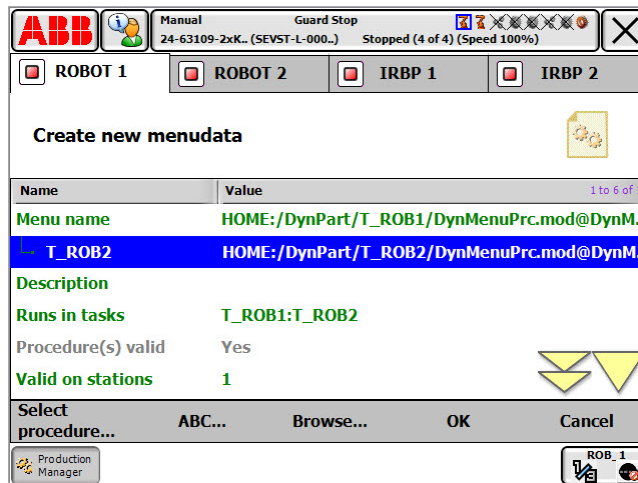 ABB
Manual
Guard Stop
24-63109-2xK.. (SEVST-L-000..)
Stopped (4 of 4) (Speed 100%)
ROBOT 1
ROBOT 2
IRBP 1
IRBP 2
Create new menudata
Name
Value
1 to 6 of
Menu name
HOME:/DynPart/T_ROB1/DynMenuPrc.mod@DynM.
T_ROB2
HOME:/DynPart/T_ROB2/DynMenuPrc.mod@DynM.
Description
Runs in tasks
T_ROB1:T_ROB2
Procedure(s) valid
Yes
Valid on stations
1
Select
procedure...
ABC...
Browse...
OK
Cancel
Production
Manager
ROB_1
1/3